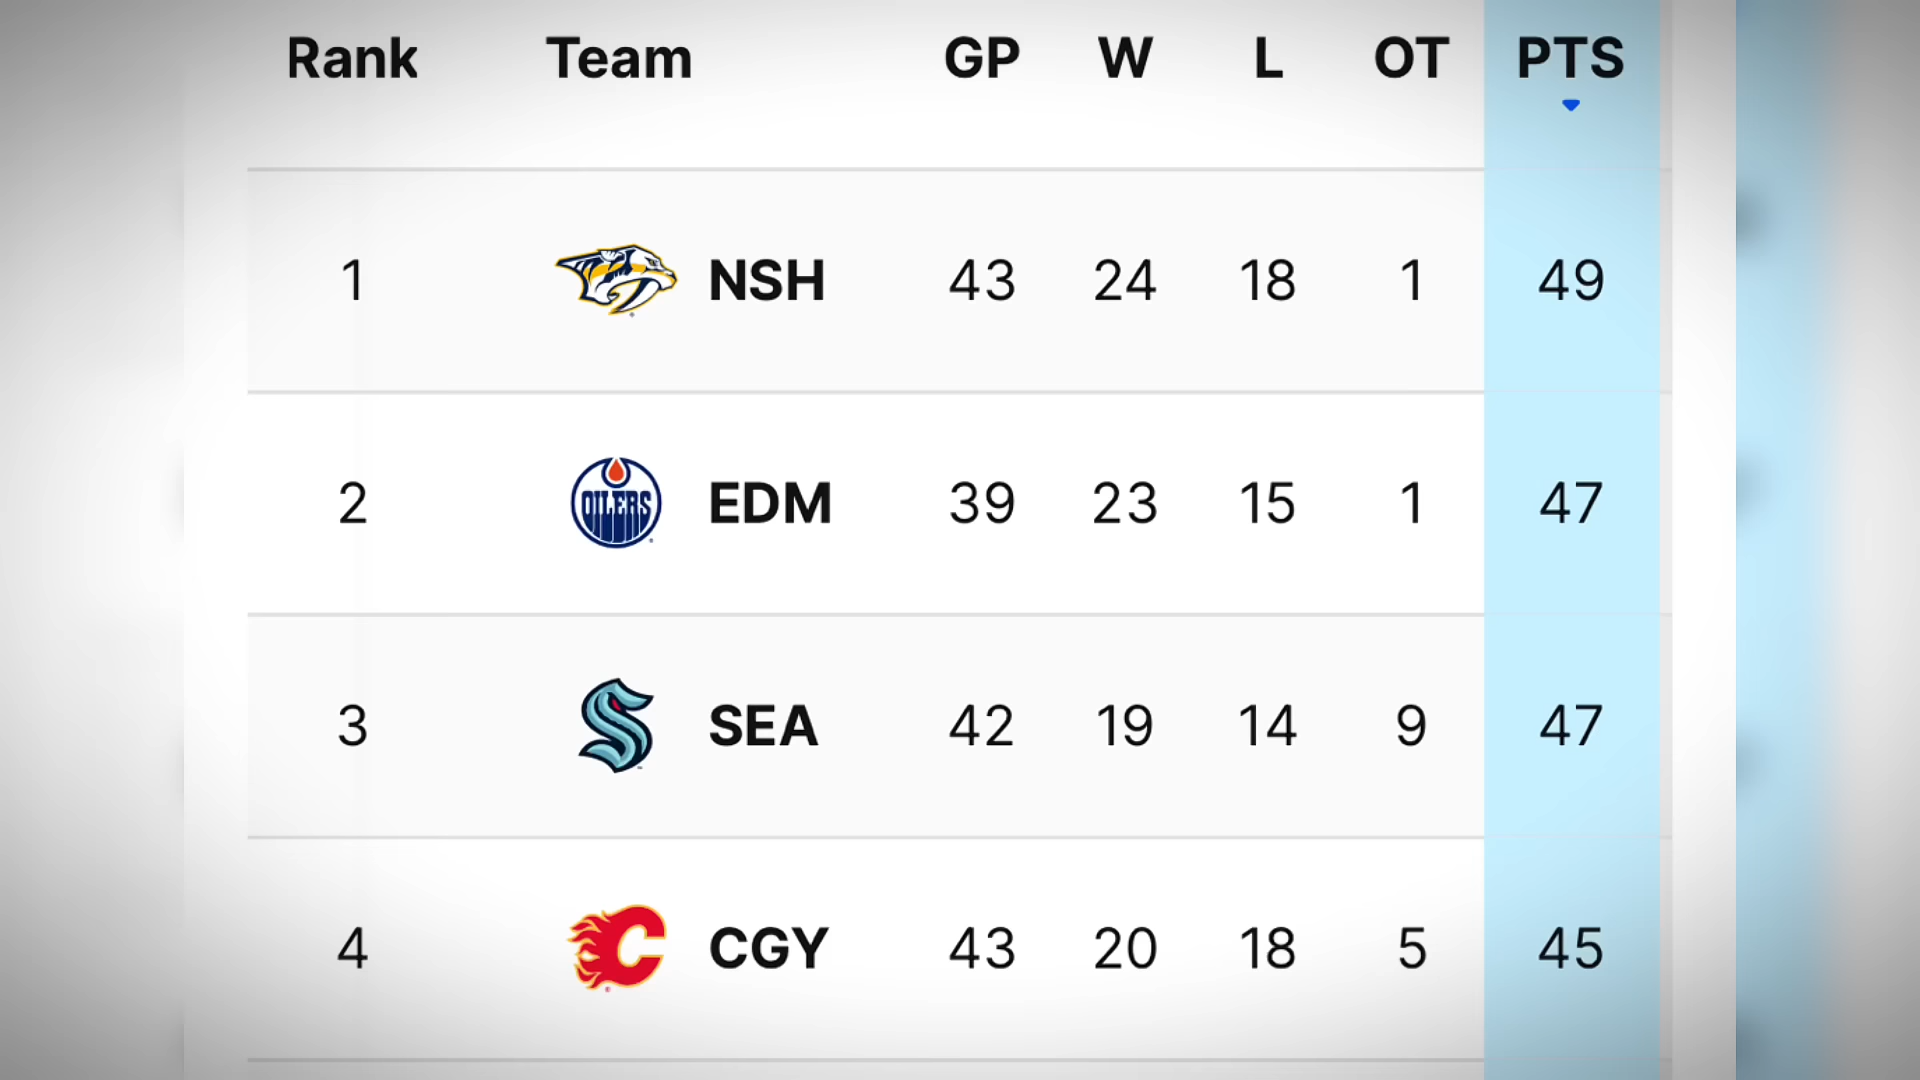 Rank Team GP W L OT PTS
1 NSH 43 24 18 1 49
2 OILERS EDM 39 23 15 1 47
3 SEA 42 19 14 9 47
4 C CGY 43 20 18 5 45